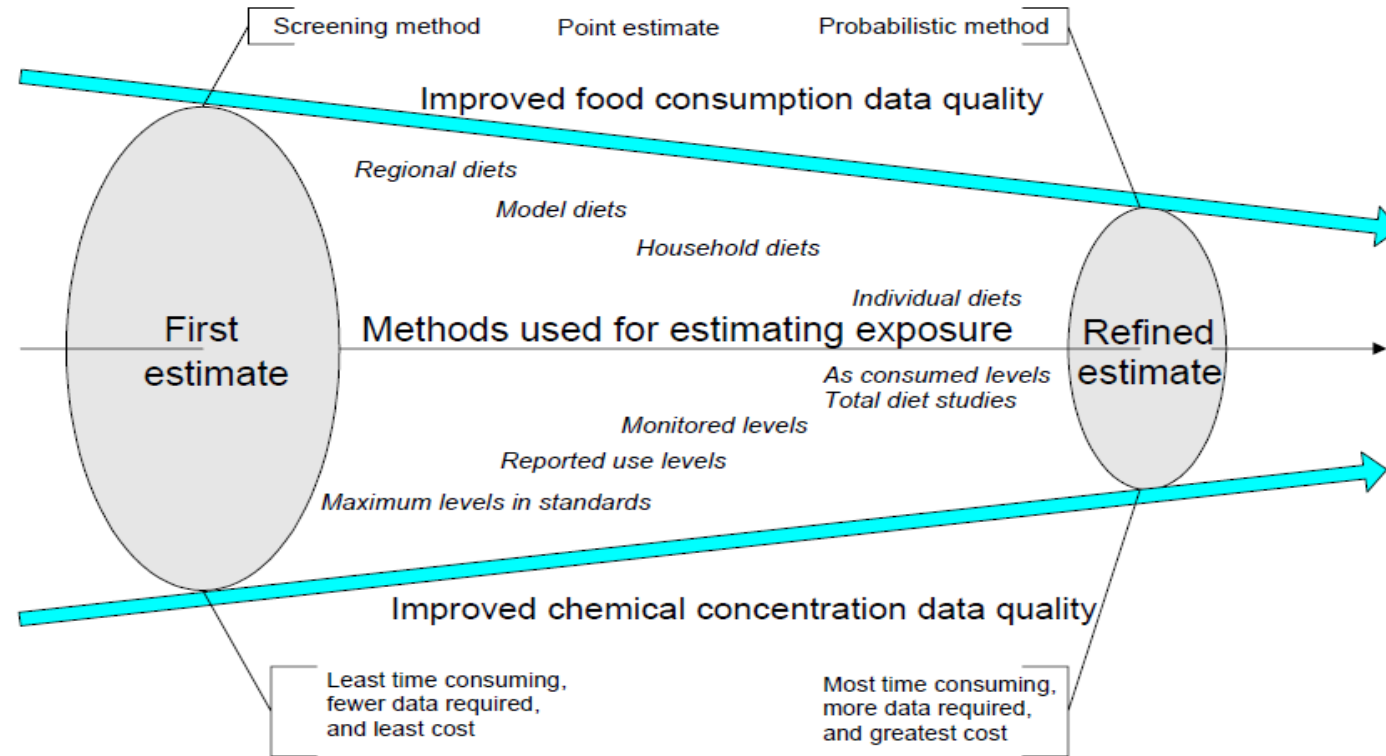 Screening method Point estimate Probabilistic method
Improved food consumption data quality
Regional diets
Model diets
Household diets
Individual diets
First
estimate
Methods used for estimating exposure
Refined
estimate
As consumed levels
Total diet studies
Monitored levels
Reported use levels
Maximum levels in standards
Improved chemical concentration data quality
Least time consuming,
fewer data required,
and least cost
Most time consuming,
more data required,
and greatest cost